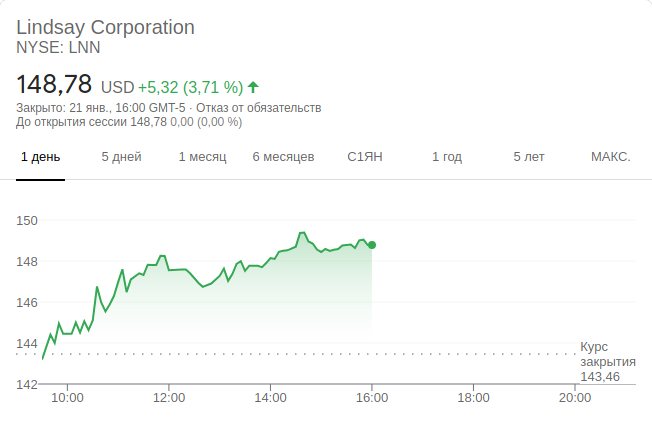 Lindsay Corporation
NYSE: LNN
148,78 USD +5,32 (3,71 %)
Закрыто: 21 янв., 16:00 GMT-5 · Отказ от обязательств
До открытия сессии 148,78 0,00 (0,00 %)
1 день 5 дней 1 месяц 6 месяцев С1ЯН 1 год 5 лет МАКС.
150
148
146
144
142
Курс
закрытия
143,46
10:00 12:00 14:00 16:00 18:00 20:00